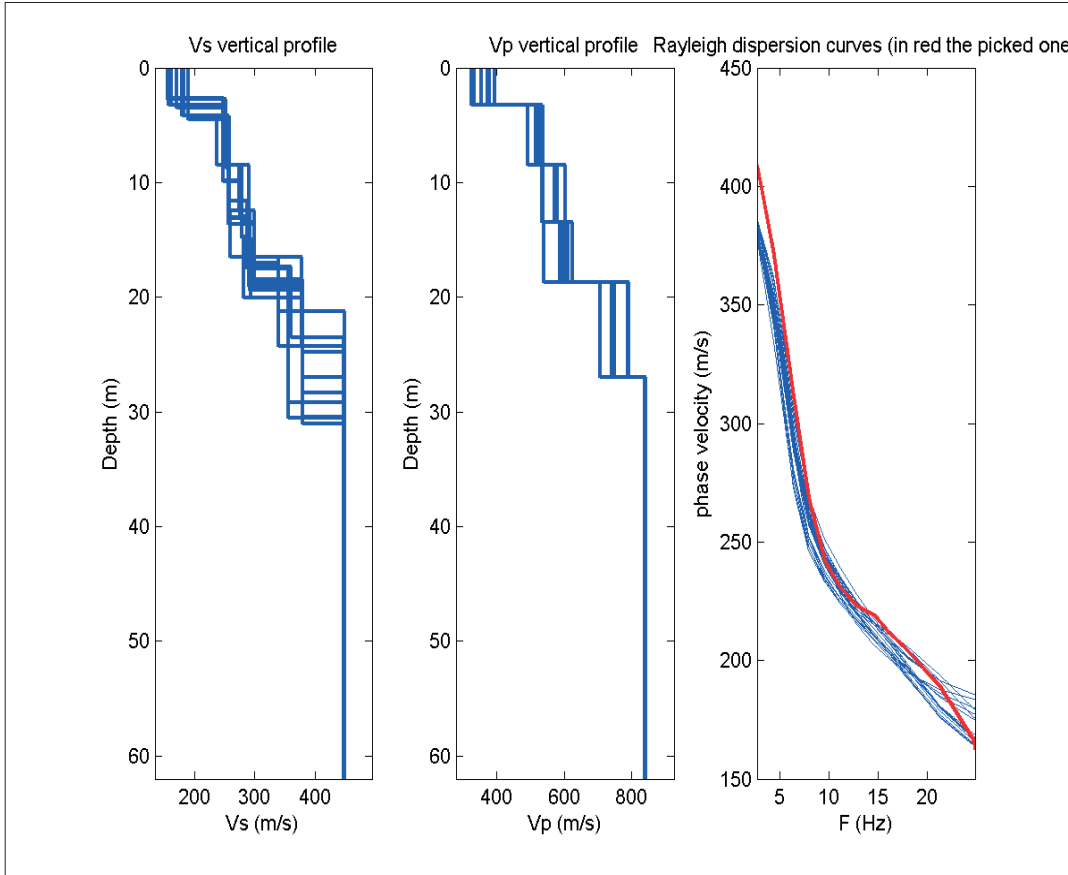 Vs vertical profile
0
10
20
30
40
50
60
Depth (m)
200 300 400
Vs (m/s)
Vp vertical profile
0
10
20
30
40
50
60
Depth (m)
400 600 800
Vp (m/s)
Rayleigh dispersion curves (in red the picked one
450
400
350
300
250
200
150
phase velocity (m/s)
5 10 15 20
F (Hz)